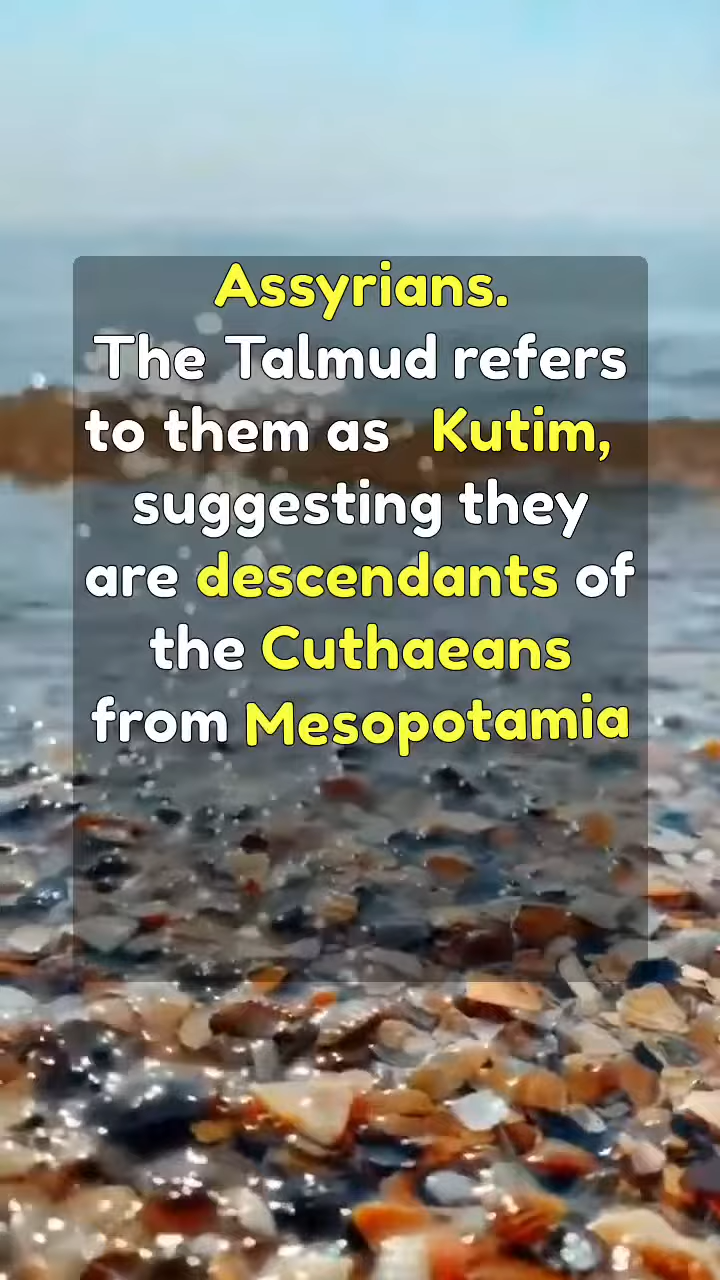 Assyrians.
The Talmud refers
to them as Kutim,
suggesting they
are descendants of
the Cuthaeans
from Mesopotamia